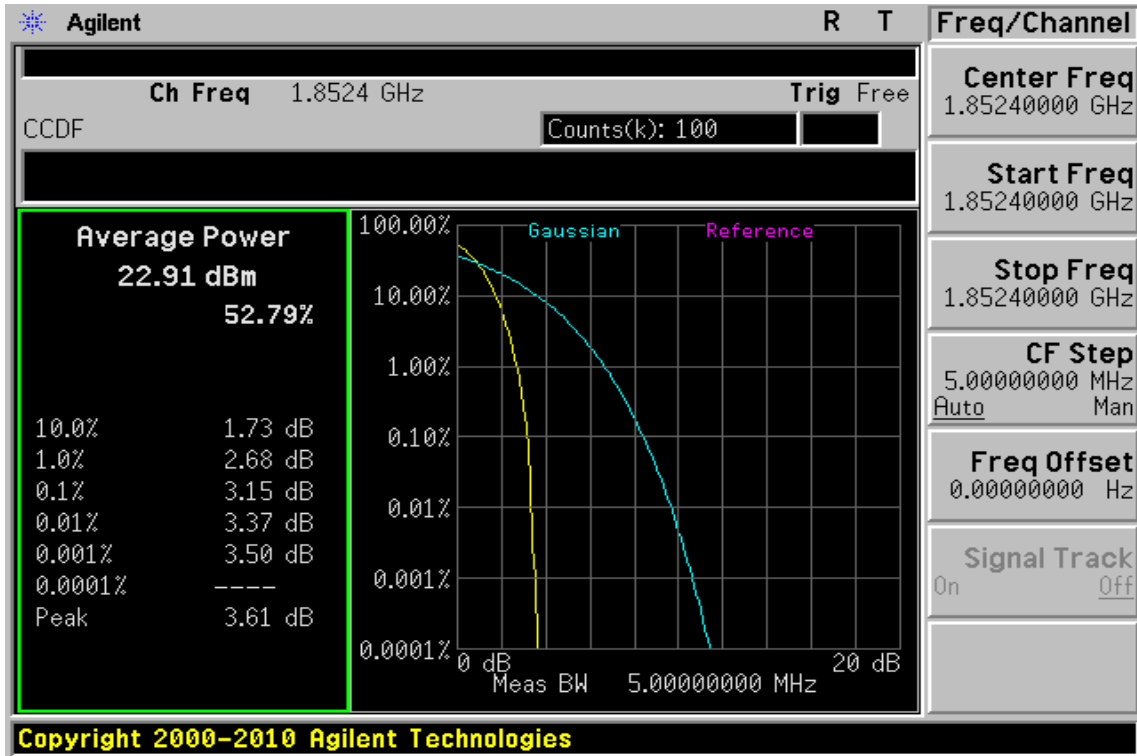 Agilent R T
Ch Freq 1.8524 GHz Trig Free
CCDF Counts(k): 100
Average Power
22.91 dBm
52.79%
10.0% 1.73 dB
1.0% 2.68 dB
0.1% 3.15 dB
0.01% 3.37 dB
0.001% 3.50 dB
0.0001% ----
Peak 3.61 dB
Gaussian Reference
100.00%
10.00%
1.00%
0.10%
0.01%
0.001%
0.0001%
0 dB 20 dB
Meas BW 5.00000000 MHz
Freq/Channel
Center Freq
1.85240000 GHz
Start Freq
1.85240000 GHz
Stop Freq
1.85240000 GHz
CF Step
5.00000000 MHz
Auto Man
Freq Offset
0.00000000 Hz
Signal Track
On Off
Copyright 2000-2010 Agilent Technologies